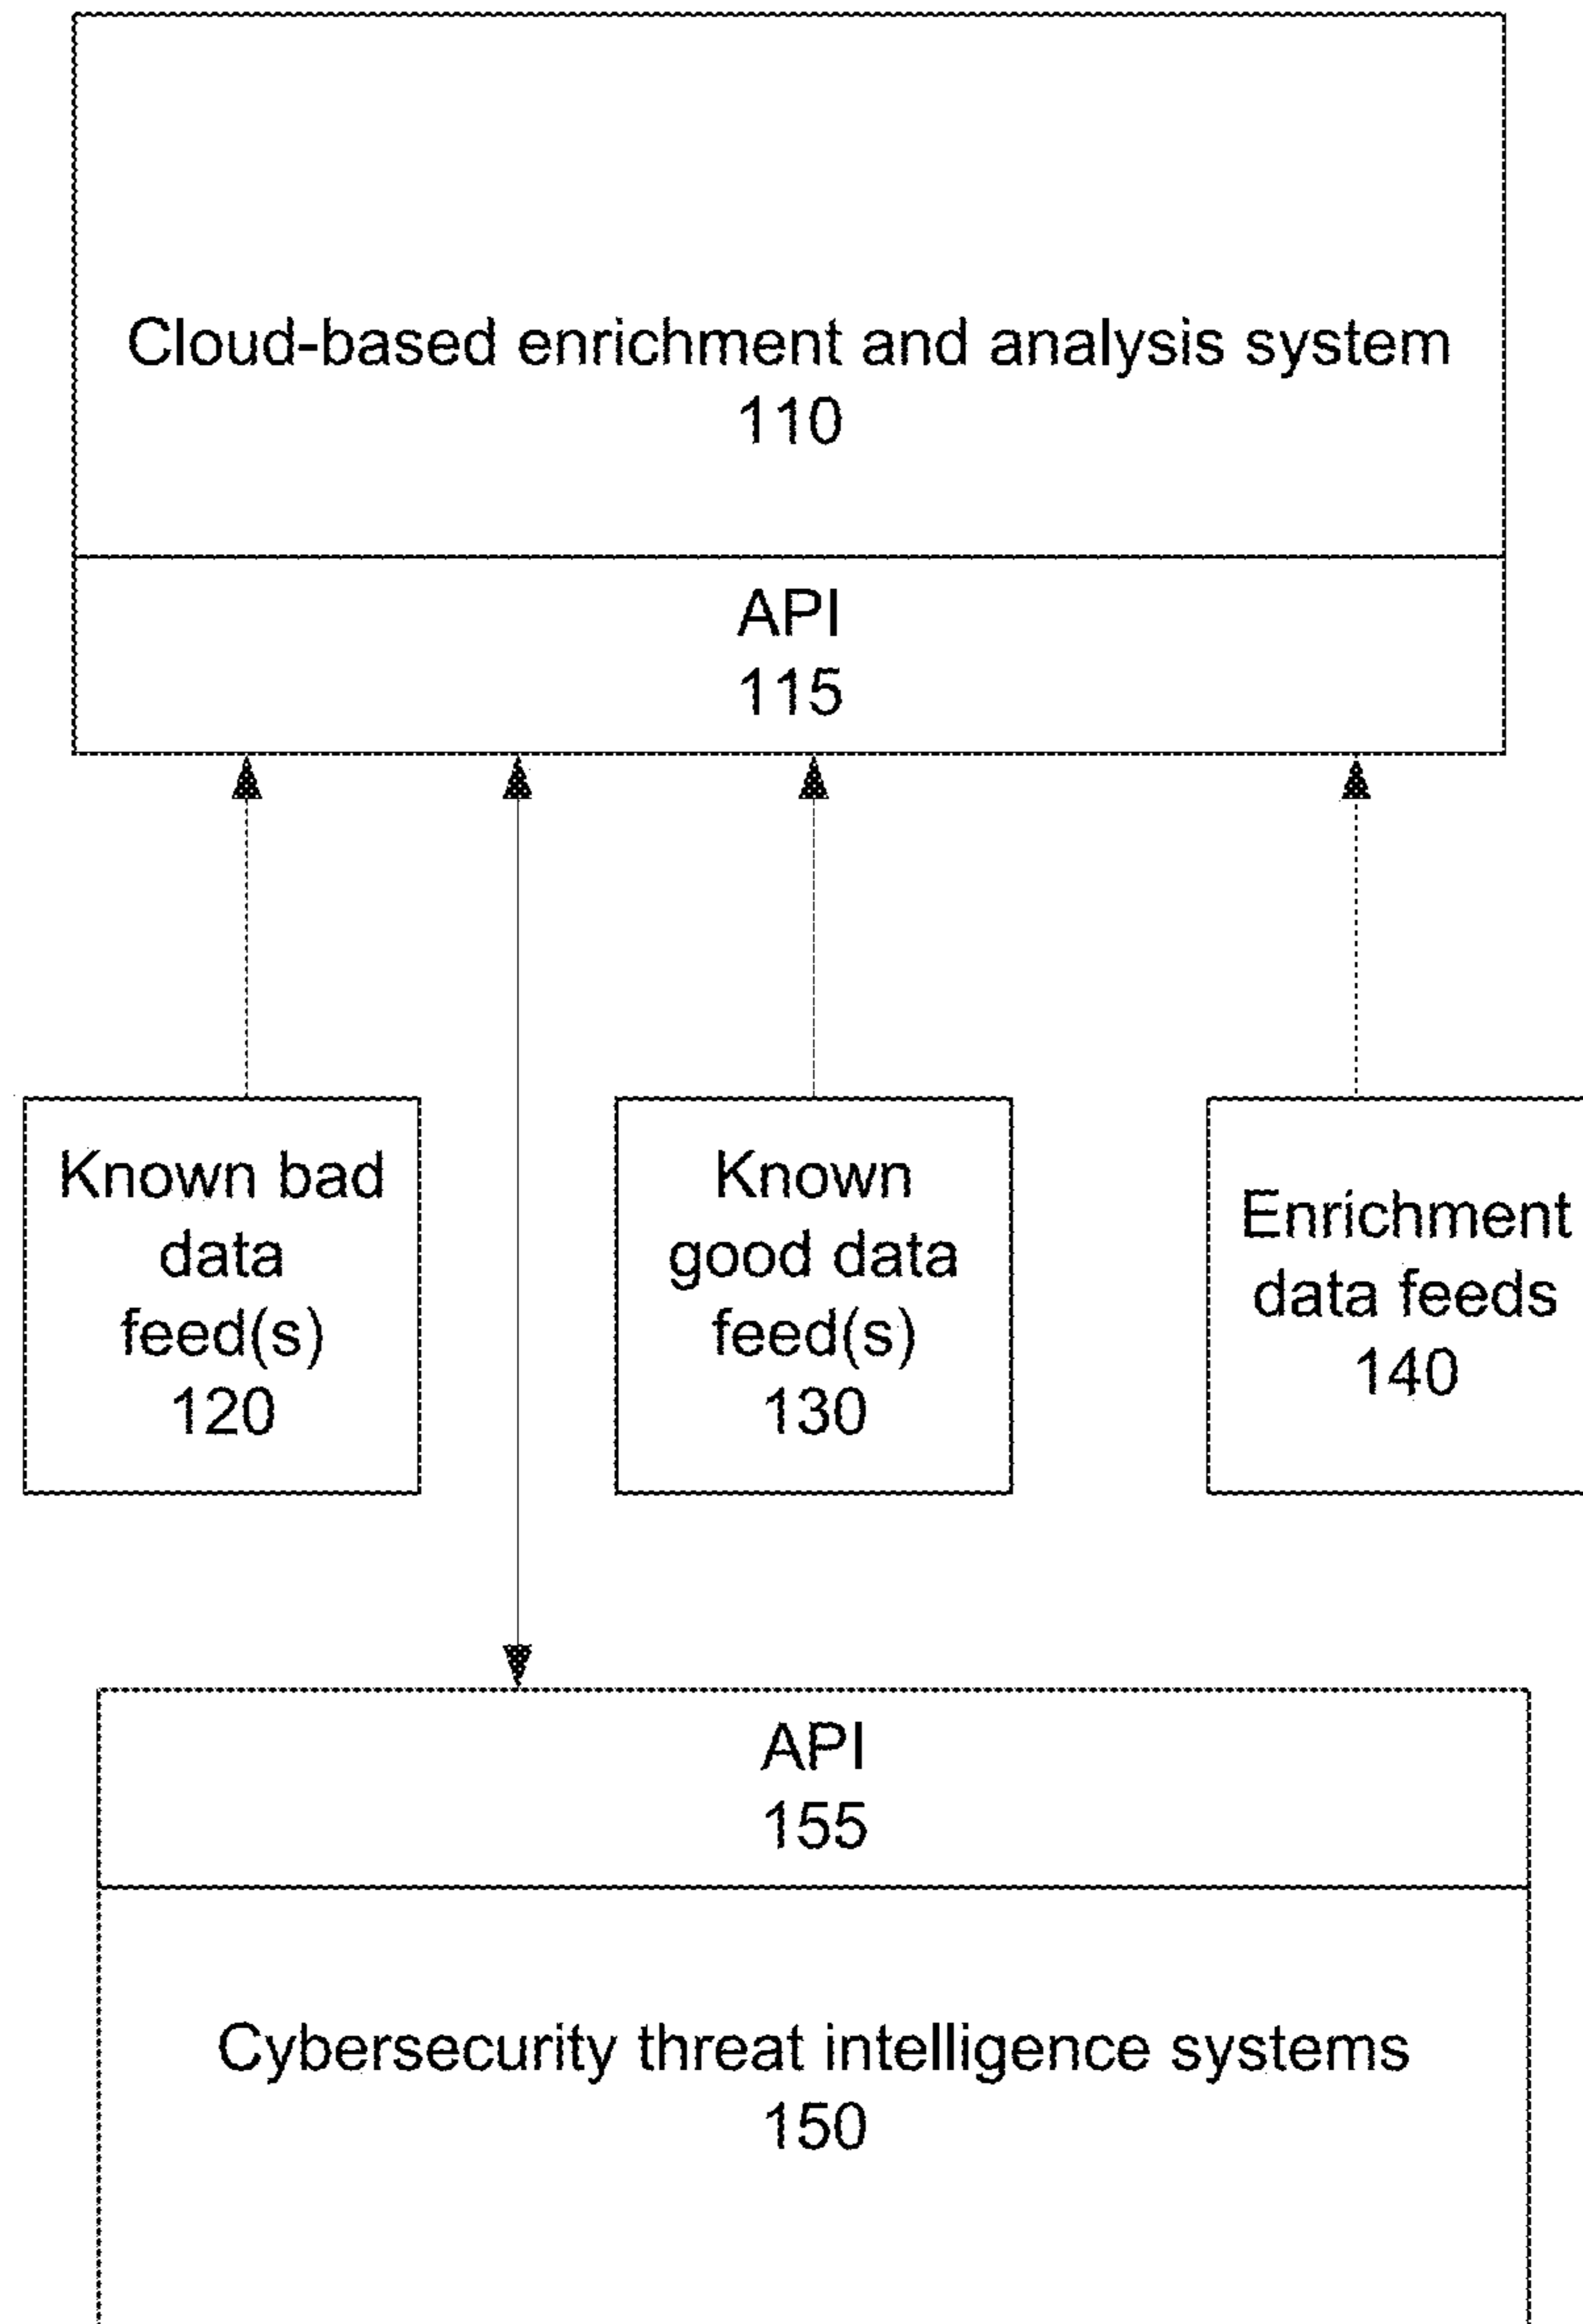 Cloud-based enrichment and analysis system
110
API
115
Known bad
data
feed(s)
120
Known
good data
feed(s)
130
Enrichment
data feeds
140
API
155
Cybersecurity threat intelligence systems
150